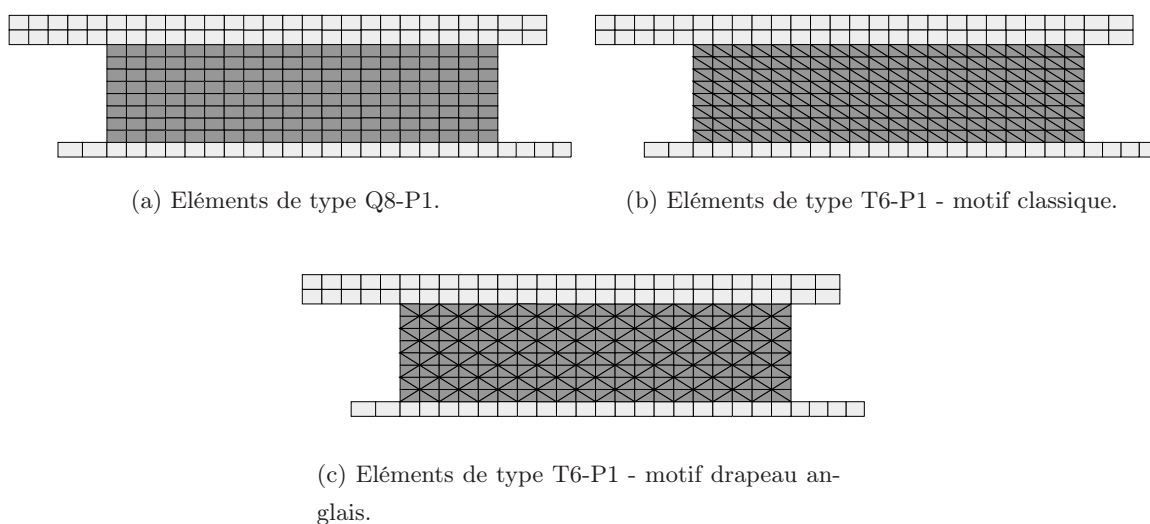 (a) Eléments de type Q8-P1.
(b) Eléments de type T6-P1 - motif classique.
(c) Eléments de type T6-P1 - motif drapeau an-
glais.